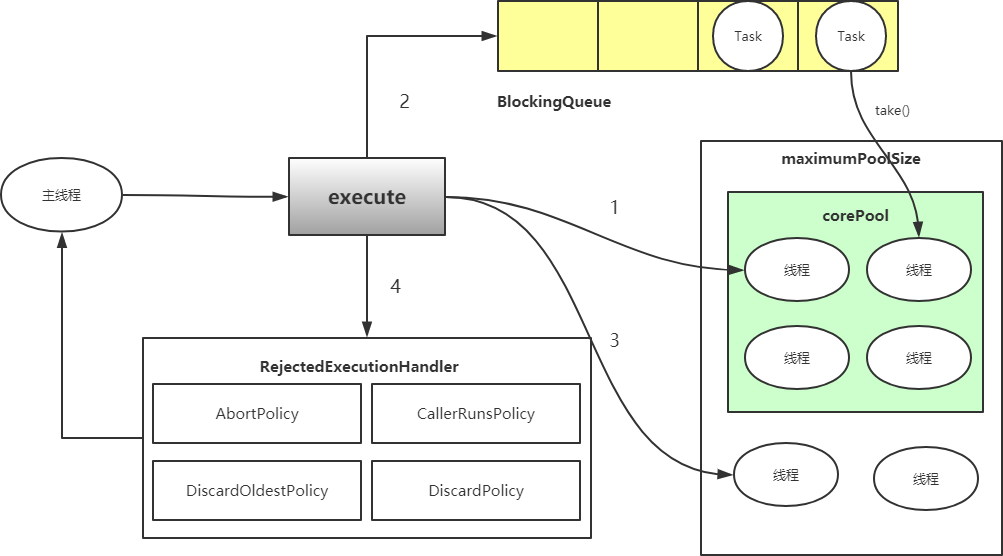 Task
Task
BlockingQueue
2
take()
maximumPoolSize
主线程
execute
corePool
1
线程
线程
4
3
线程
线程
RejectedExecutionHandler
AbortPolicy
CallerRunsPolicy
DiscardOldestPolicy
DiscardPolicy
线程
线程